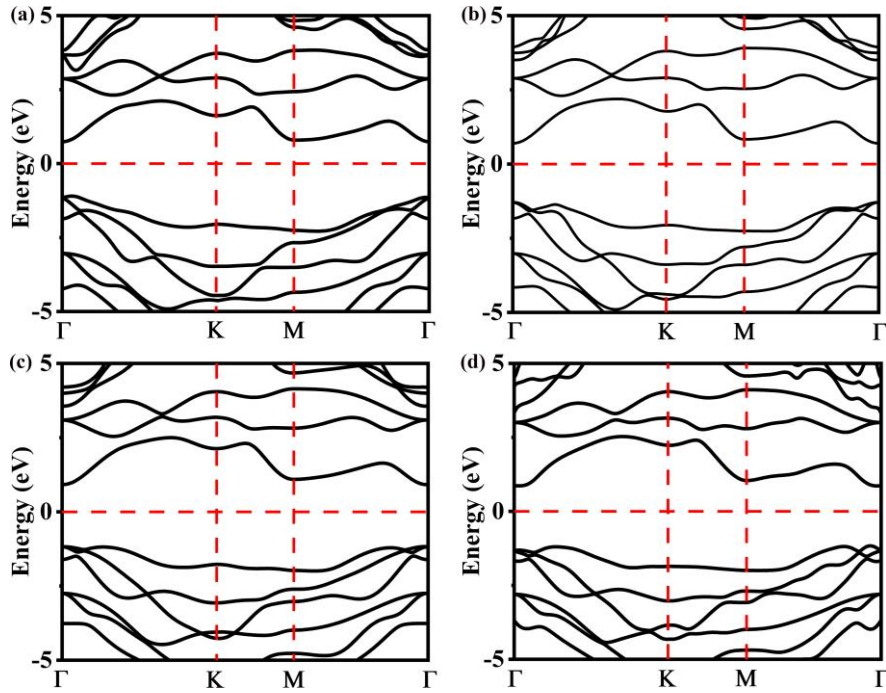 (a)
5
0
-5
Energy (eV)
Γ K M Γ
(b)
5
0
-5
Energy (eV)
Γ K M Γ
(c)
5
0
-5
Energy (eV)
Γ K M Γ
(d)
5
0
-5
Energy (eV)
Γ K M Γ